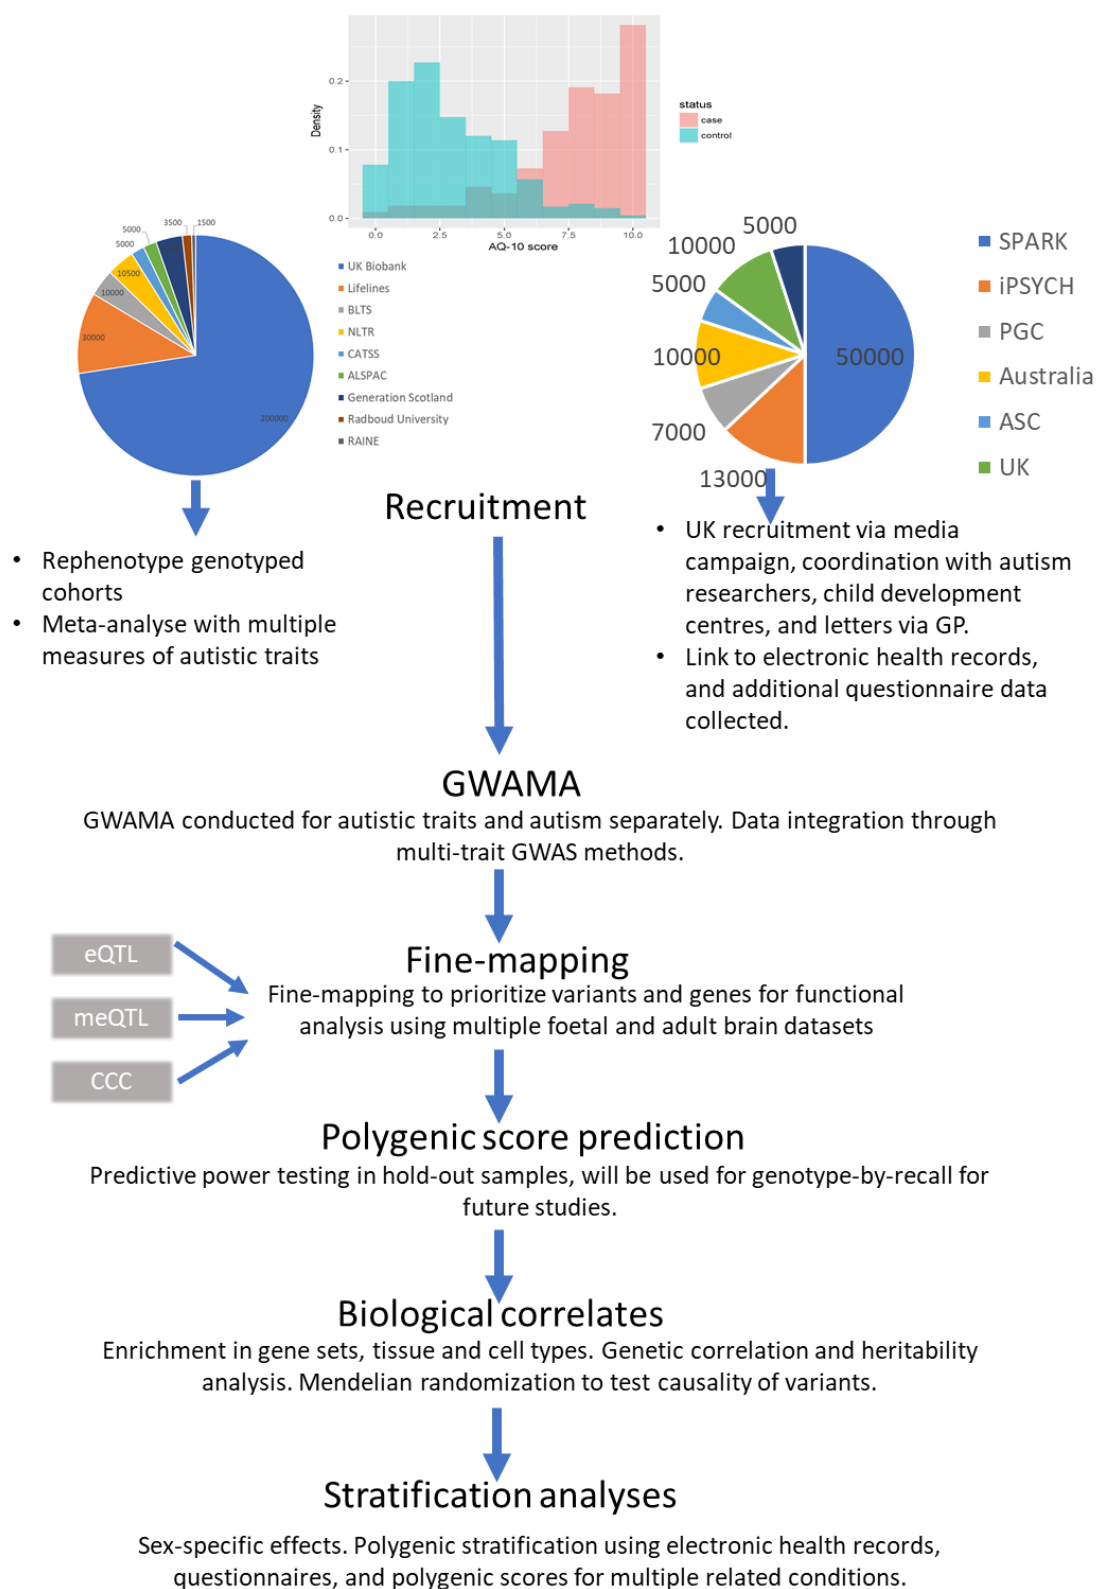 0.2
0.1
0.0
Density
0.0
2.5
5.0
7.5
10.0
AQ-10 score
status
case
control
3500
1500
5000
5000
10500
10000
30000
200000
UK Biobank
Lifelines
BLTS
NLTR
CATSS
ALSPAC
Generation Scotland
Radboud University
RAINE
5000
10000
5000
10000
7000
13000
50000
SPARK
iPSYCH
PGC
Australia
ASC
UK
Recruitment
• Rephenotype genotyped
cohorts
• Meta-analyse with multiple
measures of autistic traits
• UK recruitment via media
campaign, coordination with autism
researchers, child development
centres, and letters via GP.
• Link to electronic health records,
and additional questionnaire data
collected.
GWAMA
GWAMA conducted for autistic traits and autism separately. Data integration through
multi-trait GWAS methods.
eQTL
meQTL
CCC
Fine-mapping
Fine-mapping to prioritize variants and genes for functional
analysis using multiple foetal and adult brain datasets
Polygenic score prediction
Predictive power testing in hold-out samples, will be used for genotype-by-recall for
future studies.
Biological correlates
Enrichment in gene sets, tissue and cell types. Genetic correlation and heritability
analysis. Mendelian randomization to test causality of variants.
Stratification analyses
Sex-specific effects. Polygenic stratification using electronic health records,
questionnaires, and polygenic scores for multiple related conditions.